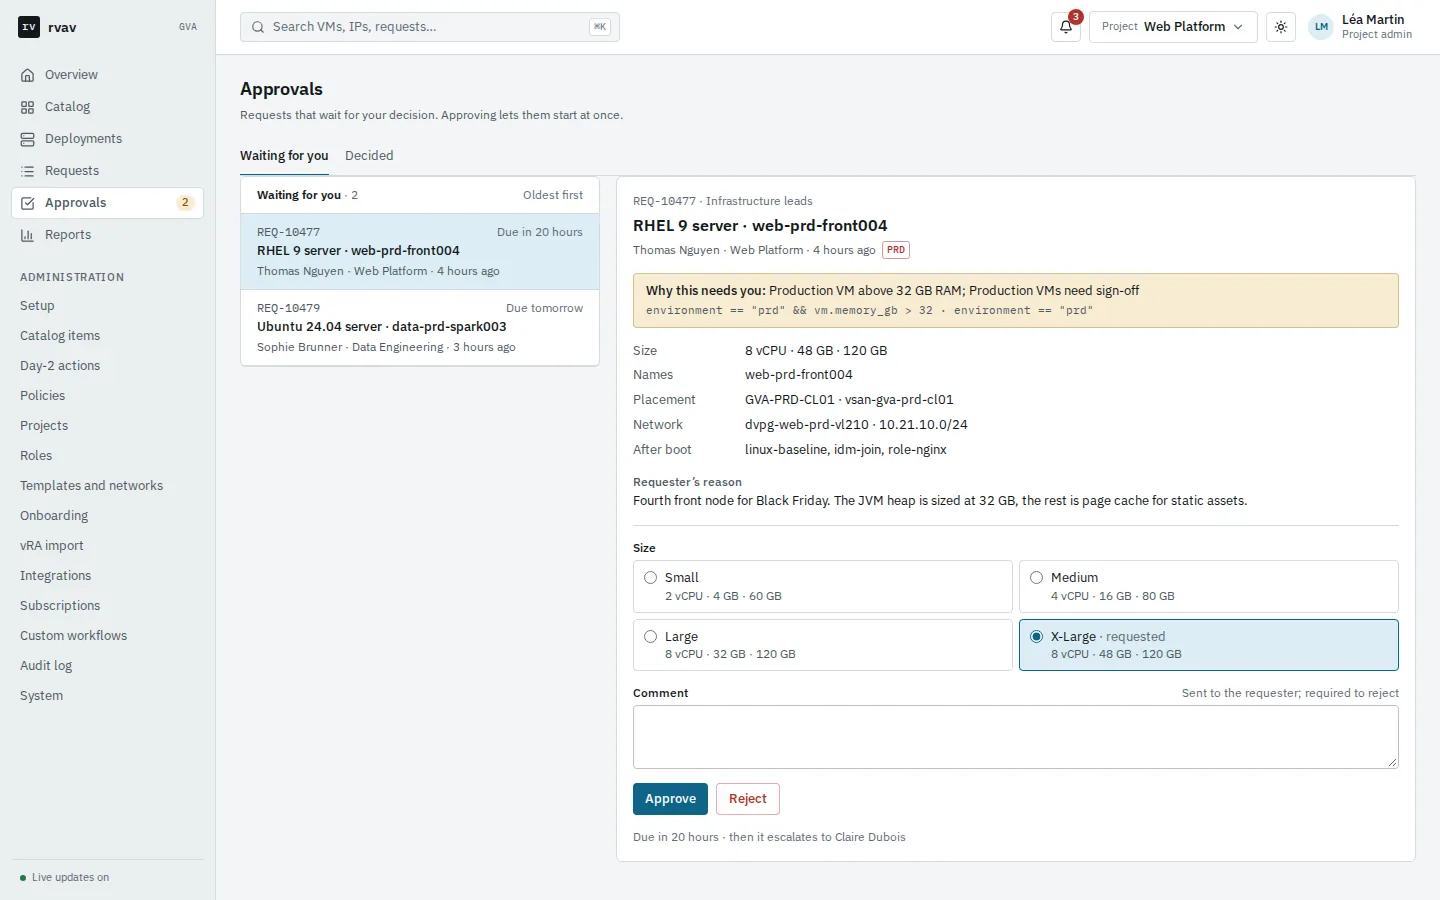 rv rvav GVA
Search VMs, IPs, requests... ⌘K
3
Project Web Platform
LM
Léa Martin
Project admin
Overview
Catalog
Deployments
Requests
Approvals 2
Reports
ADMINISTRATION
Setup
Catalog items
Day-2 actions
Policies
Projects
Roles
Templates and networks
Onboarding
vRA import
Integrations
Subscriptions
Custom workflows
Audit log
System
Live updates on
Approvals
Requests that wait for your decision. Approving lets them start at once.
Waiting for you Decided
Waiting for you · 2 Oldest first
REQ-10477 Due in 20 hours
RHEL 9 server · web-prd-front004
Thomas Nguyen · Web Platform · 4 hours ago
REQ-10479 Due tomorrow
Ubuntu 24.04 server · data-prd-spark003
Sophie Brunner · Data Engineering · 3 hours ago
REQ-10477 · Infrastructure leads
RHEL 9 server · web-prd-front004
Thomas Nguyen · Web Platform · 4 hours ago PRD
Why this needs you: Production VM above 32 GB RAM; Production VMs need sign-off
environment == "prd" && vm.memory_gb > 32 · environment == "prd"
Size 8 vCPU · 48 GB · 120 GB
Names web-prd-front004
Placement GVA-PRD-CL01 · vsan-gva-prd-cl01
Network dvpg-web-prd-vl210 · 10.21.10.0/24
After boot linux-baseline, idm-join, role-nginx
Requester’s reason
Fourth front node for Black Friday. The JVM heap is sized at 32 GB, the rest is page cache for static assets.
Size
Small
2 vCPU · 4 GB · 60 GB
Medium
4 vCPU · 16 GB · 80 GB
Large
8 vCPU · 32 GB · 120 GB
X-Large · requested
8 vCPU · 48 GB · 120 GB
Comment Sent to the requester; required to reject
Approve Reject
Due in 20 hours · then it escalates to Claire Dubois